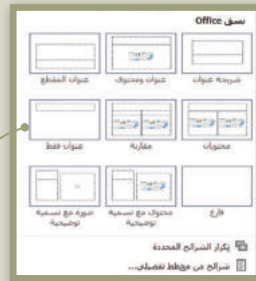 نسق Office
شريحة عنوان
عنوان ومحتوى
عنوان المقطع
محتويان
مقارنة
عنوان فقط
فارغ
محتوى مع تسمية توضيحية
صورة مع تسمية توضيحية
تكرار الشرائح المحددة
شرائح من مخطط تفصيلي...